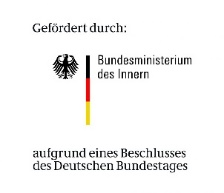 Gefördert durch:
Bundesministerium
des Innern
aufgrund eines Beschlusses
des Deutschen Bundestages